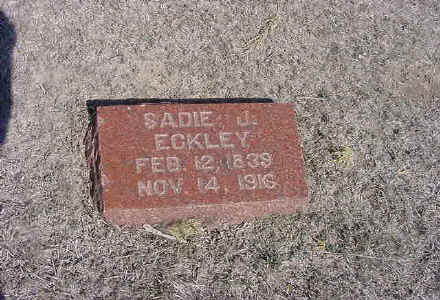 SADIE J.
ECKLEY
FEB. 12, 1839
NOV. 14, 1916